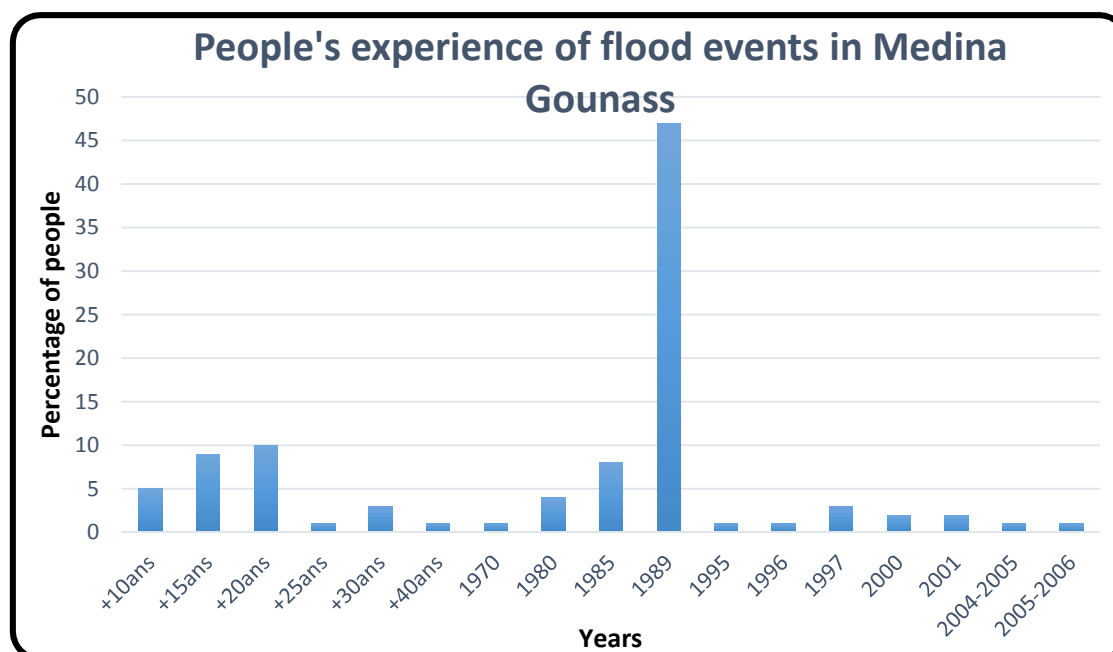 People's experience of flood events in Medina
Gounass
50
45
40
35
30
25
20
15
10
5
0
Percentage of people
+10ans
+15ans
+20ans
+25ans
+30ans
+40ans
1970
1980
1985
1989
1995
1996
1997
2000
2001
2004-2005
2005-2006
Years